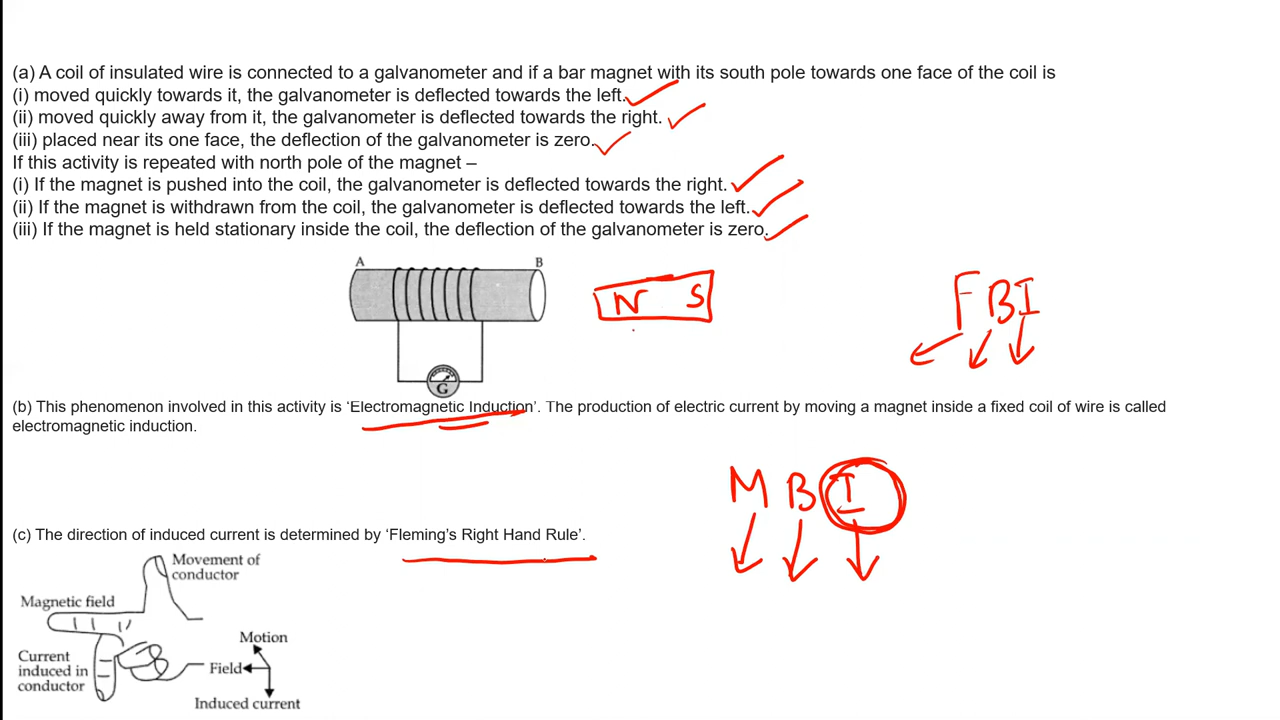 (a) A coil of insulated wire is connected to a galvanometer and if a bar magnet with its south pole towards one face of the coil is
(i) moved quickly towards it, the galvanometer is deflected towards the left.
(ii) moved quickly away from it, the galvanometer is deflected towards the right.
(iii) placed near its one face, the deflection of the galvanometer is zero.
If this activity is repeated with north pole of the magnet –
(i) If the magnet is pushed into the coil, the galvanometer is deflected towards the right.
(ii) If the magnet is withdrawn from the coil, the galvanometer is deflected towards the left.
(iii) If the magnet is held stationary inside the coil, the deflection of the galvanometer is zero.
A B
N S
F B I
G
(b) This phenomenon involved in this activity is ‘Electromagnetic Induction’. The production of electric current by moving a magnet inside a fixed coil of wire is called
electromagnetic induction.
M B I
(c) The direction of induced current is determined by ‘Fleming’s Right Hand Rule’.
Movement of
conductor
Magnetic field
Current
induced in
conductor
Motion
Field
Induced current